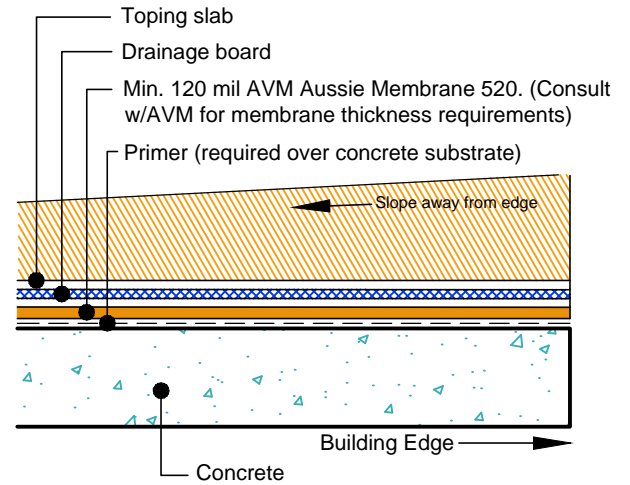 Toping slab
Drainage board
Min. 120 mil AVM Aussie Membrane 520. (Consult
w/AVM for membrane thickness requirements)
Primer (required over concrete substrate)
Slope away from edge
Building Edge
Concrete